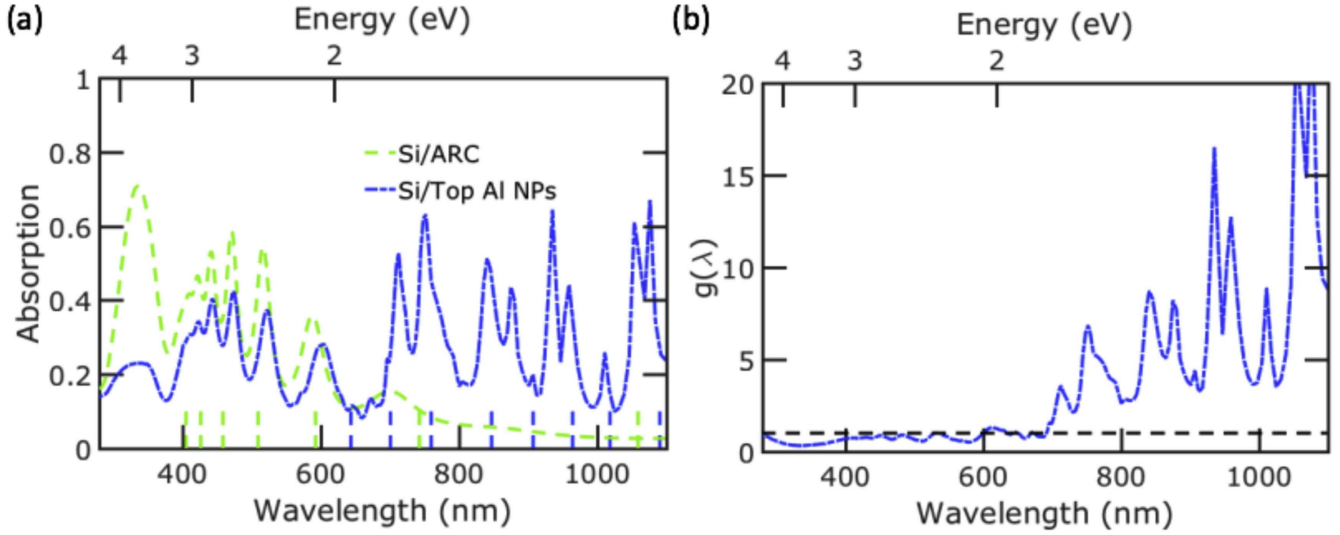 (a)
Energy (eV)
4 3 2
1
0.8
0.6
0.4
0.2
0
Absorption
Si/ARC
Si/Top Al NPs
400 600 800 1000
Wavelength (nm)
(b)
Energy (eV)
4 3 2
20
15
10
5
0
g(λ)
400 600 800 1000
Wavelength (nm)